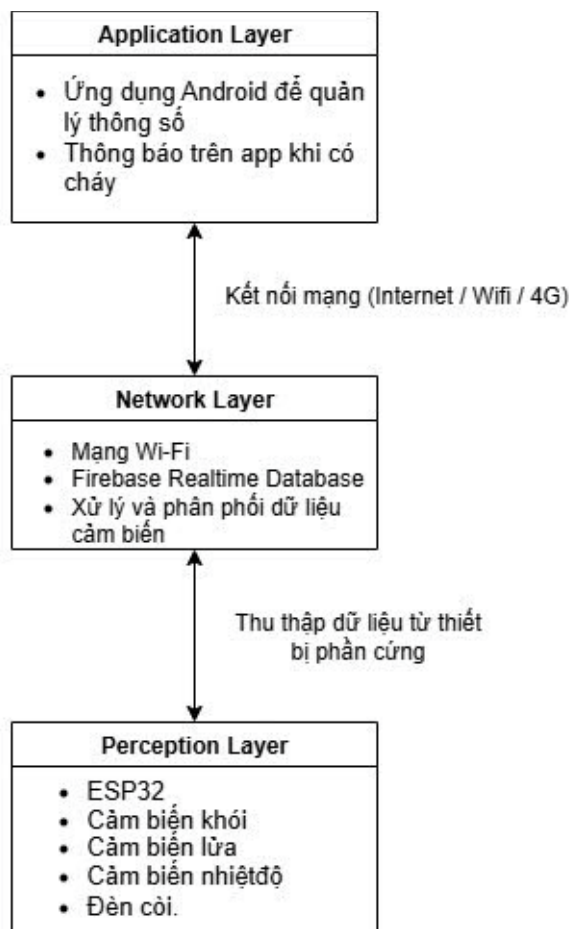 Application Layer
• Ứng dụng Android để quản
lý thông số
• Thông báo trên app khi có
cháy
Kết nối mạng (Internet / Wifi / 4G)
Network Layer
• Mạng Wi-Fi
• Firebase Realtime Database
• Xử lý và phân phối dữ liệu
cảm biến
Thu thập dữ liệu từ thiết
bị phần cứng
Perception Layer
• ESP32
• Cảm biến khói
• Cảm biến lửa
• Cảm biến nhiệtđộ
• Đèn còi.